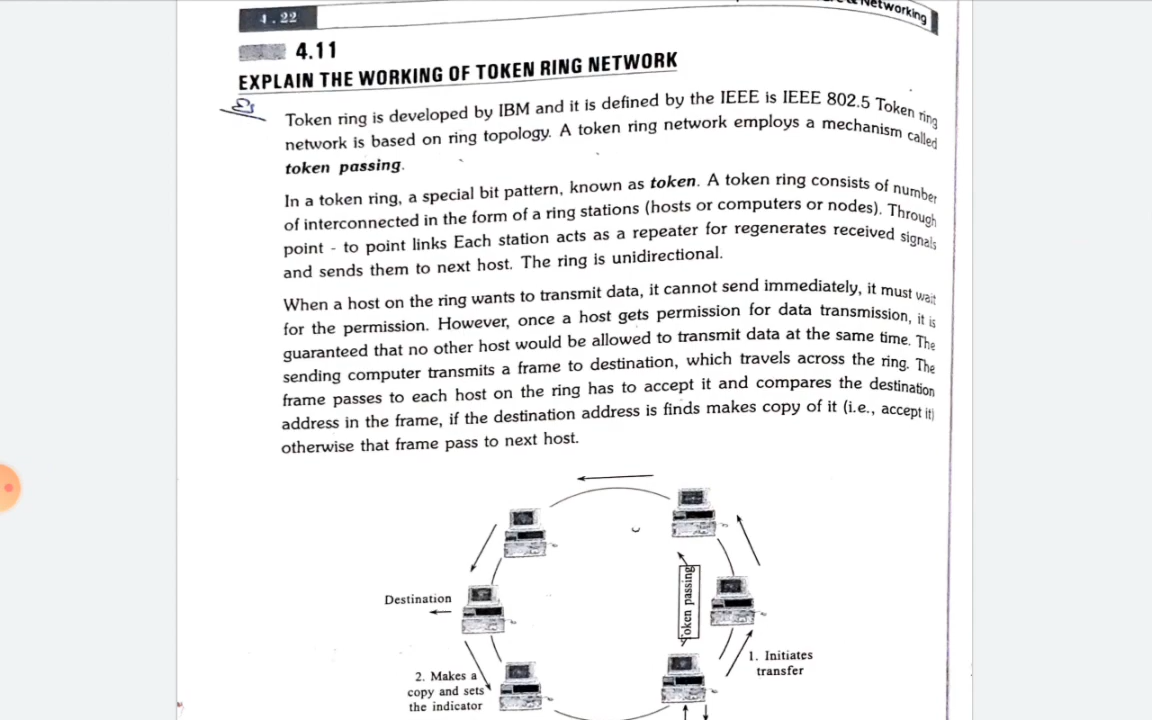 4.22
& Networking
4.11
EXPLAIN THE WORKING OF TOKEN RING NETWORK
Token ring is developed by IBM and it is defined by the IEEE is IEEE 802.5 Token ring
network is based on ring topology. A token ring network employs a mechanism called
token passing.
In a token ring, a special bit pattern, known as token. A token ring consists of number
of interconnected in the form of a ring stations (hosts or computers or nodes). Through
point - to point links Each station acts as a repeater for regenerates received signals
and sends them to next host. The ring is unidirectional.
When a host on the ring wants to transmit data, it cannot send immediately, it must wait
for the permission. However, once a host gets permission for data transmission, it is
guaranteed that no other host would be allowed to transmit data at the same time. The
sending computer transmits a frame to destination, which travels across the ring. The
frame passes to each host on the ring has to accept it and compares the destination
address in the frame, if the destination address is finds makes copy of it (i.e., accept it)
otherwise that frame pass to next host.
Destination
Token passing
1. Initiates
transfer
2. Makes a
copy and sets
the indicator